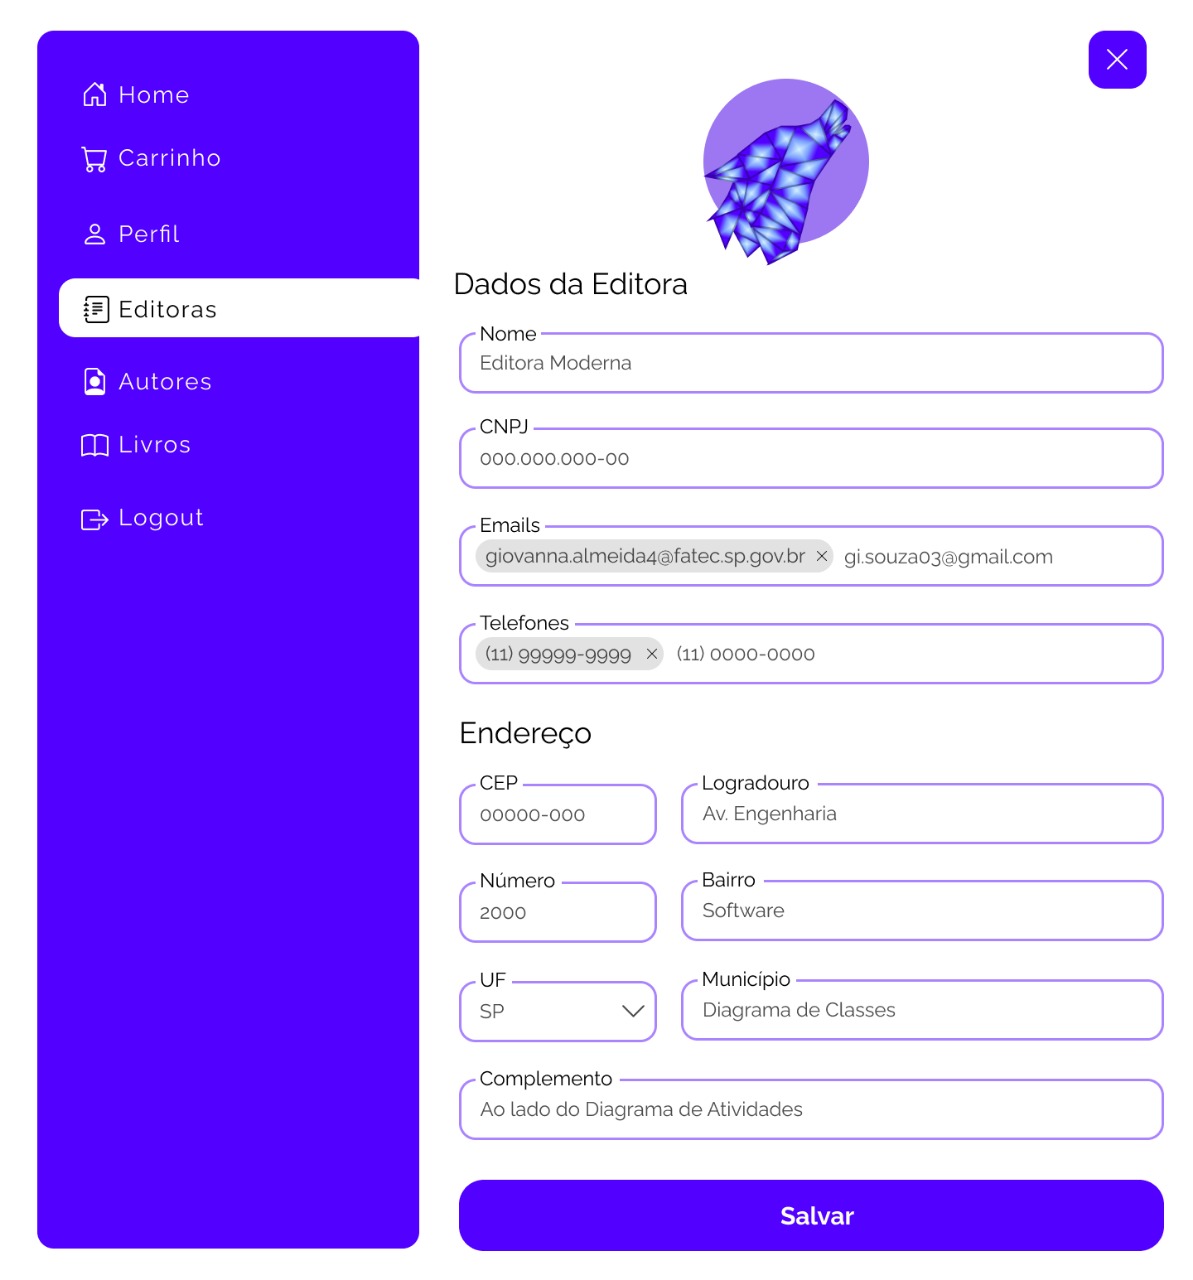 Home
Carrinho
Perfil
Editoras
Autores
Livros
Logout
Dados da Editora
Nome
Editora Moderna
CNPJ
000.000.000-00
Emails
giovanna.almeida4@fatec.sp.gov.br × gi.souza03@gmail.com
Telefones
(11) 99999-9999 × (11) 0000-0000
Endereço
CEP
00000-000
Logradouro
Av. Engenharia
Número
2000
Bairro
Software
UF
SP
Município
Diagrama de Classes
Complemento
Ao lado do Diagrama de Atividades
Salvar